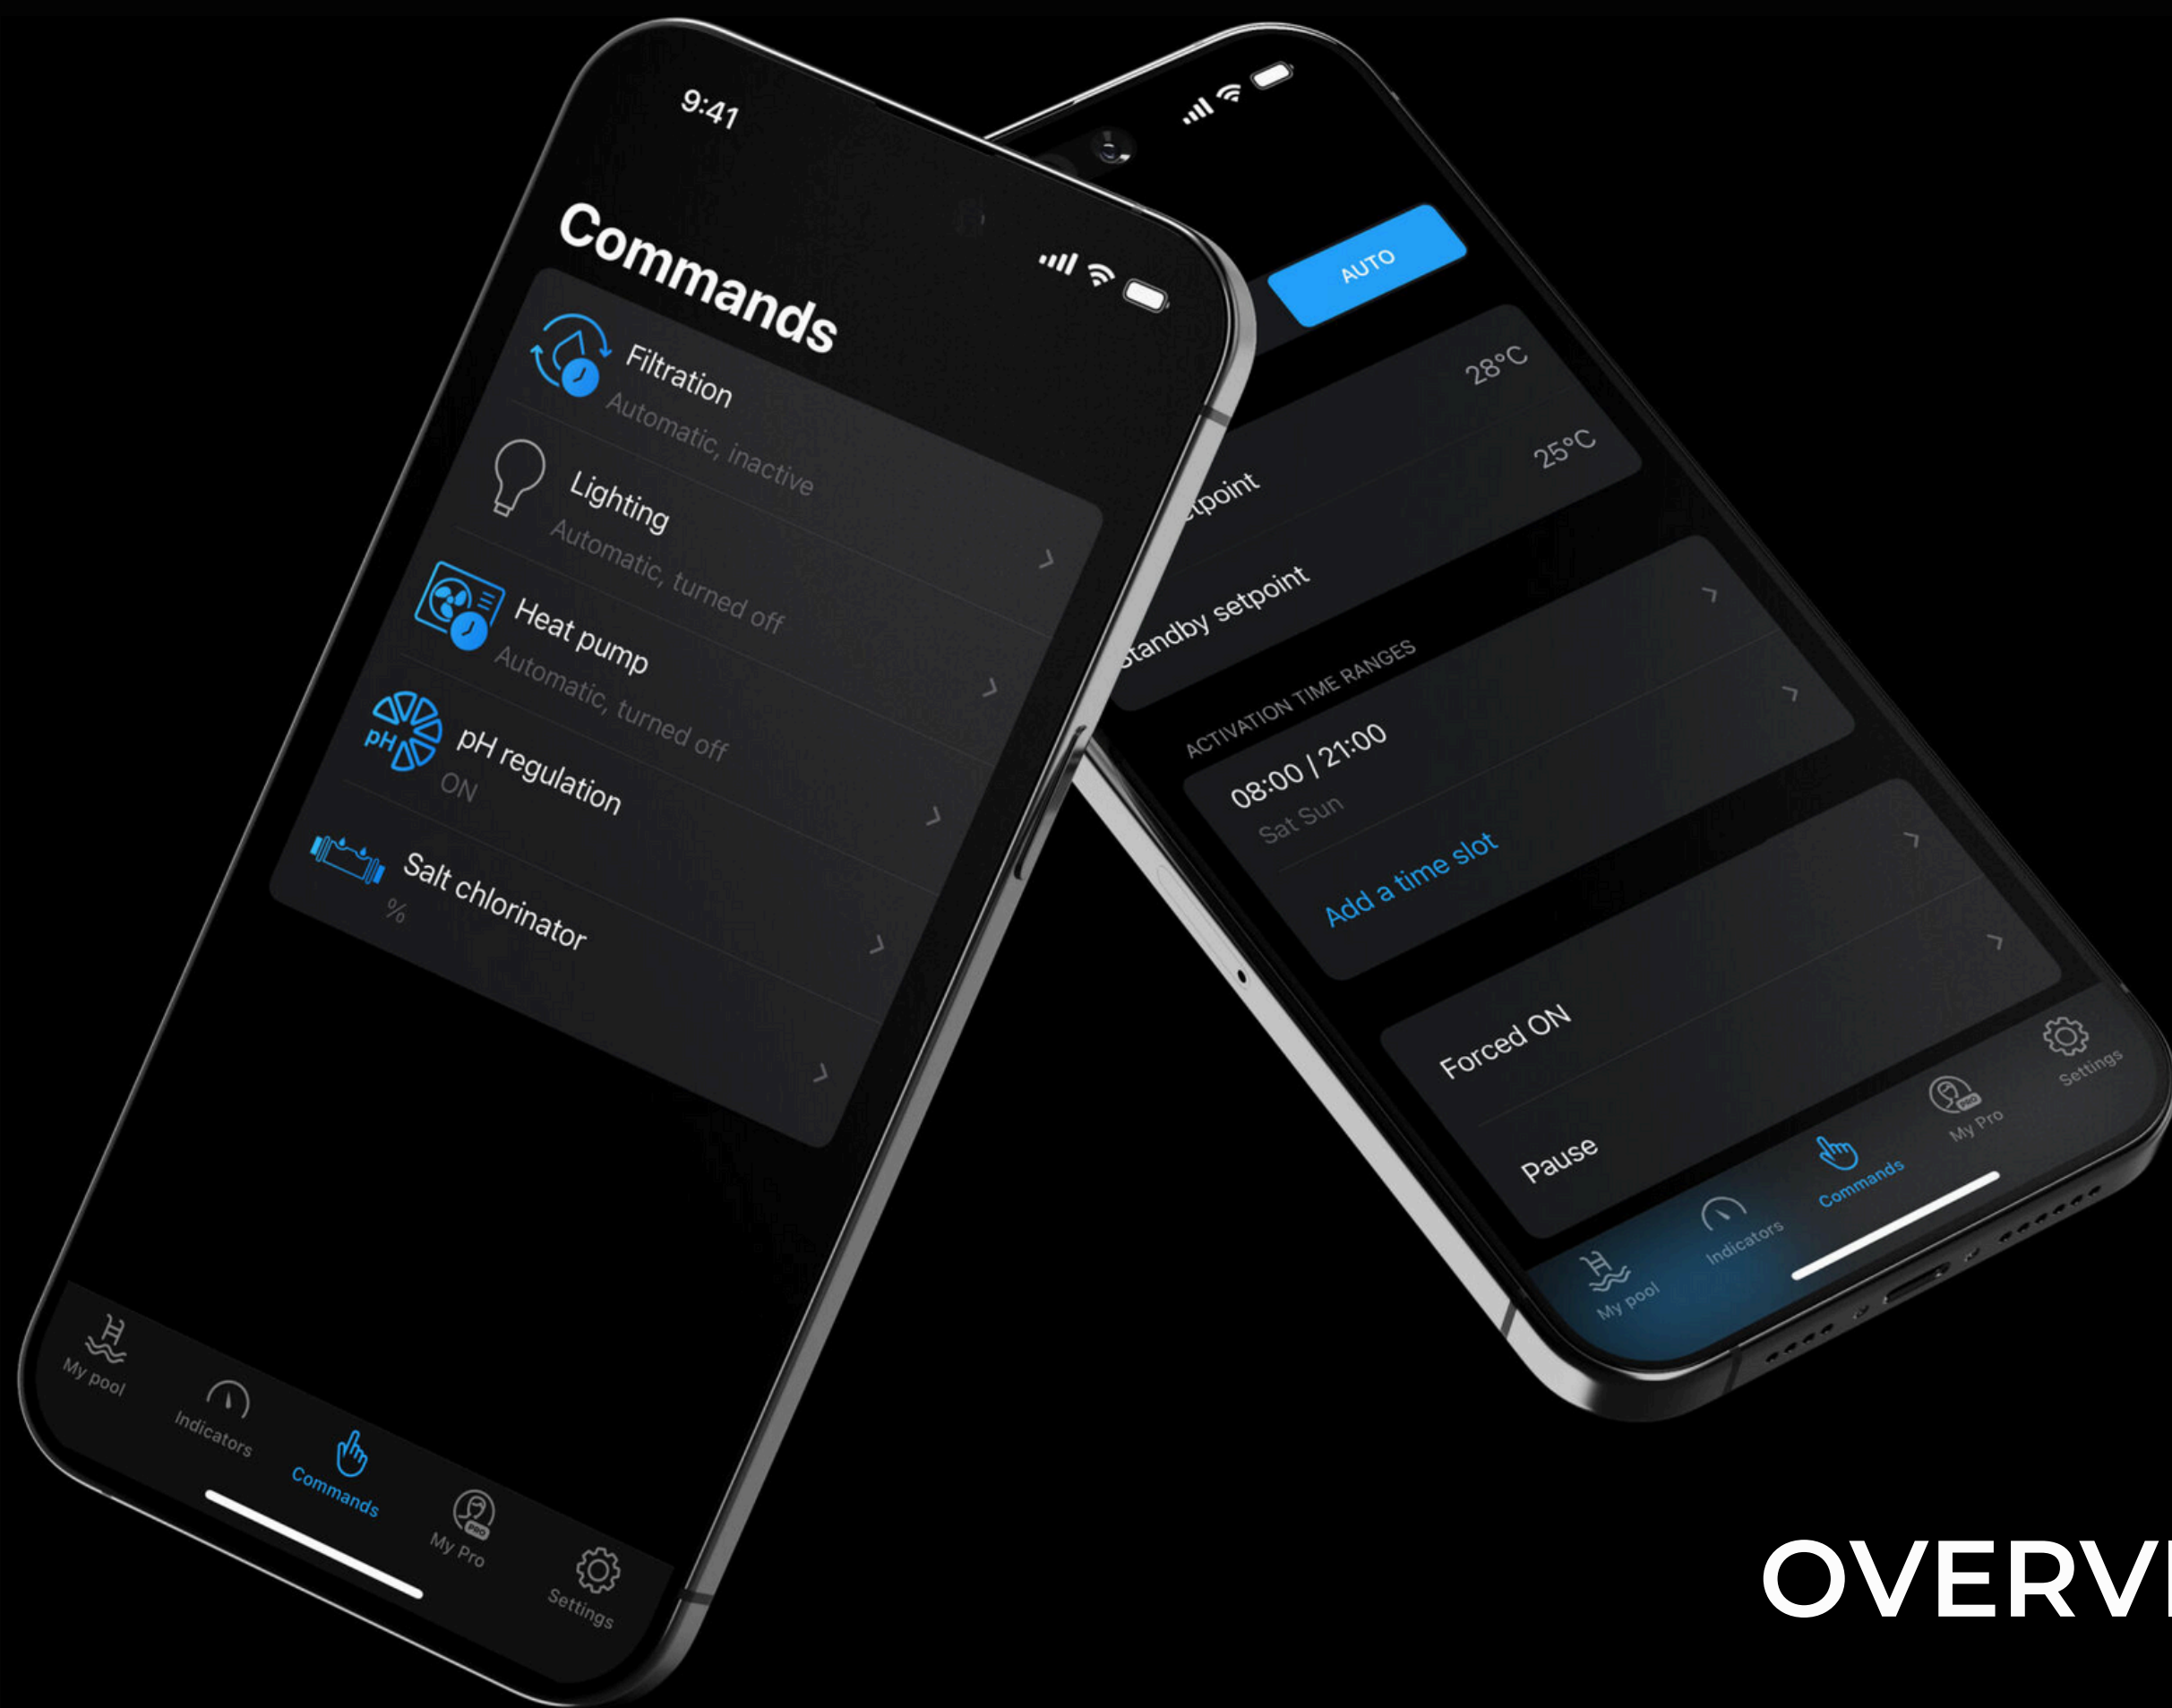 9:41
Commands
Filtration
Automatic, inactive
Lighting
Automatic, turned off
Heat pump
Automatic, turned off
pH
pH regulation
ON
Salt chlorinator
%
My pool
Indicators
Commands
PRO
My Pro
Settings
AUTO
28°C
25°C
Standby setpoint
ACTIVATION TIME RANGES
08:00 | 21:00
Sat Sun
Add a time slot
Forced ON
Pause
My pool
Indicators
Commands
PRO
My Pro
Settings
OVERVI